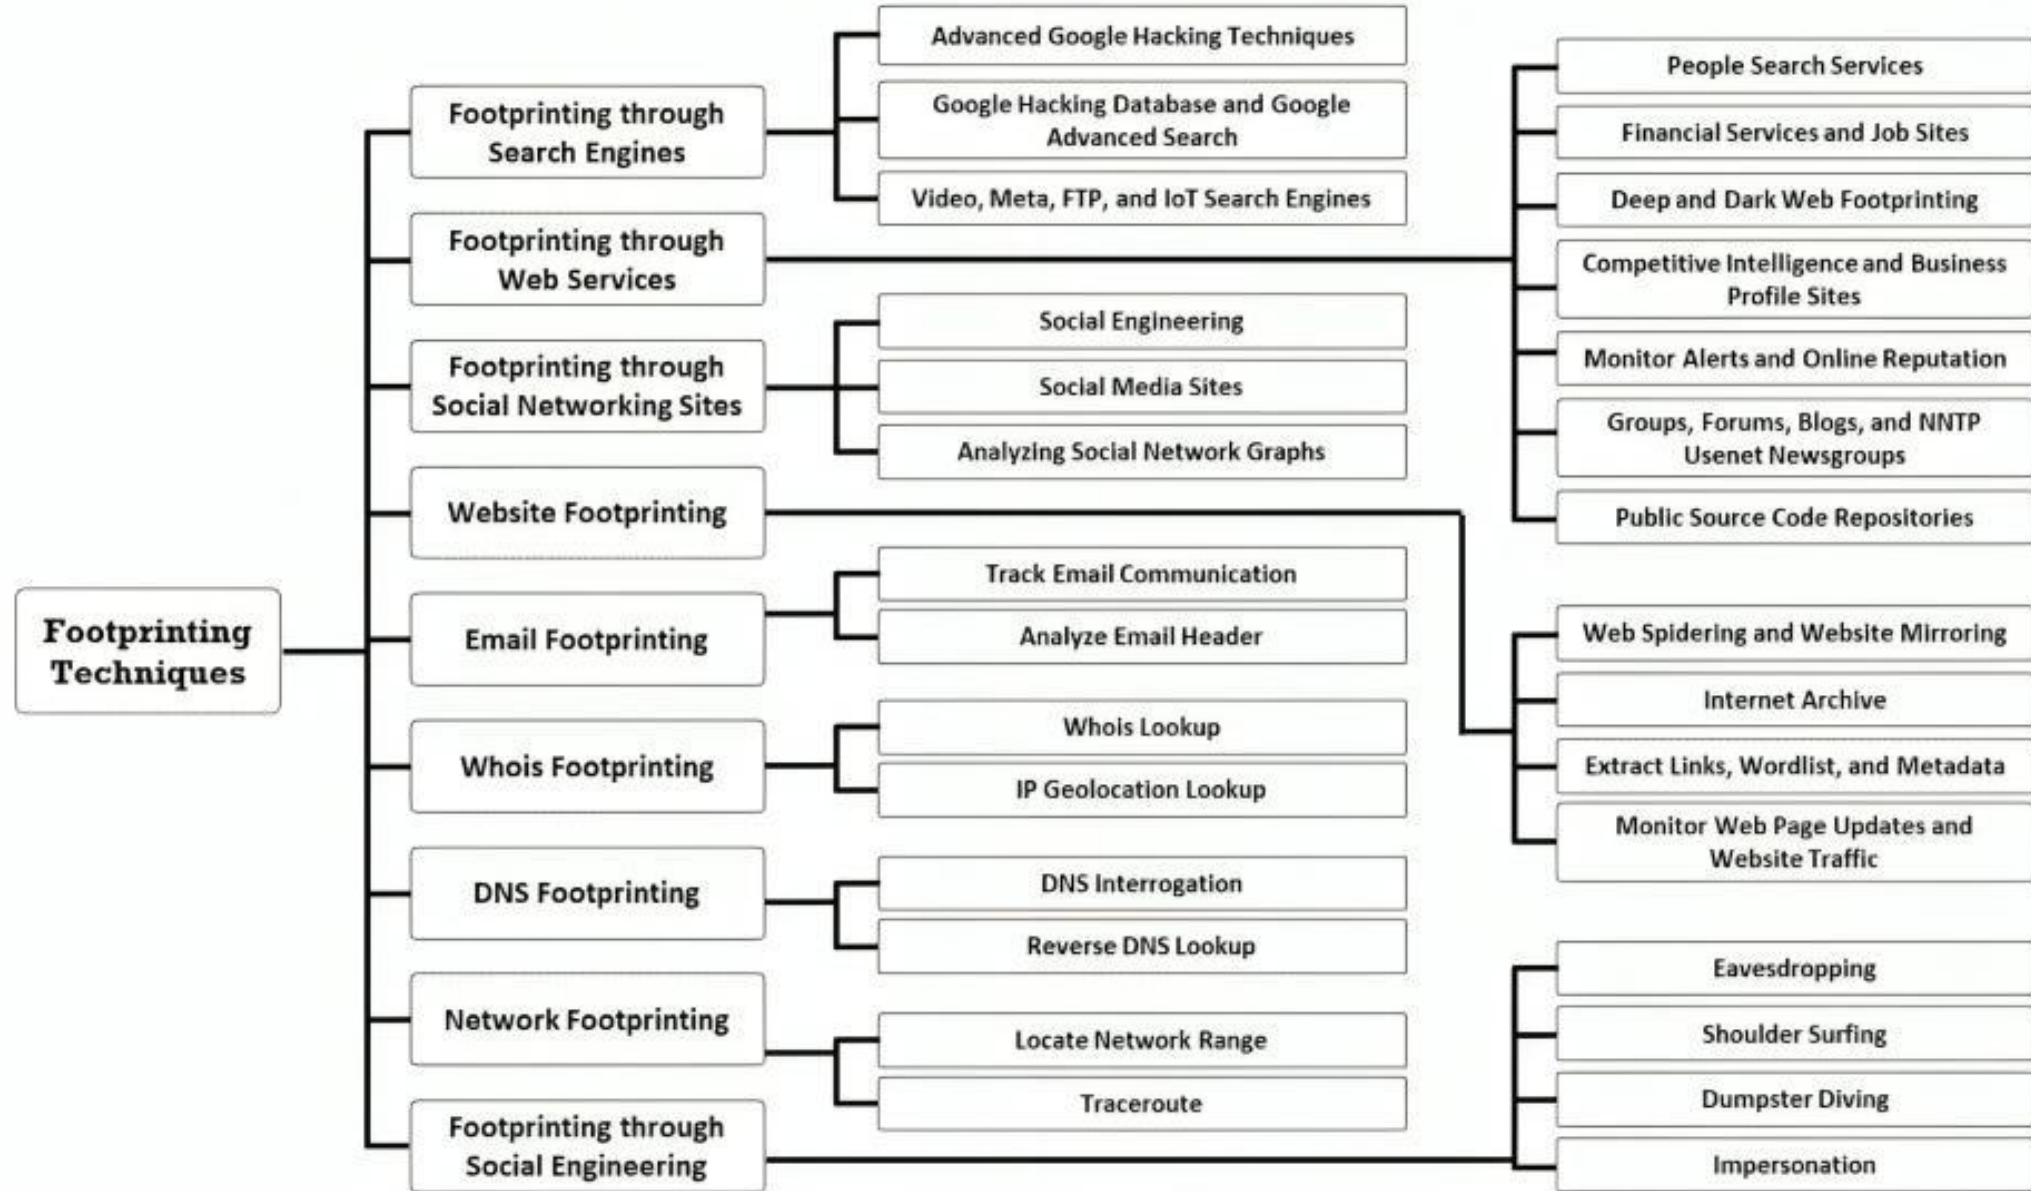 Footprinting
Techniques
Footprinting through
Search Engines
Advanced Google Hacking Techniques
Google Hacking Database and Google
Advanced Search
Video, Meta, FTP, and IoT Search Engines
Footprinting through
Web Services
People Search Services
Financial Services and Job Sites
Deep and Dark Web Footprinting
Competitive Intelligence and Business
Profile Sites
Monitor Alerts and Online Reputation
Groups, Forums, Blogs, and NNTP
Usenet Newsgroups
Public Source Code Repositories
Footprinting through
Social Networking Sites
Social Engineering
Social Media Sites
Analyzing Social Network Graphs
Website Footprinting
Web Spidering and Website Mirroring
Internet Archive
Extract Links, Wordlist, and Metadata
Monitor Web Page Updates and
Website Traffic
Email Footprinting
Track Email Communication
Analyze Email Header
Whois Footprinting
Whois Lookup
IP Geolocation Lookup
DNS Footprinting
DNS Interrogation
Reverse DNS Lookup
Network Footprinting
Locate Network Range
Traceroute
Footprinting through
Social Engineering
Eavesdropping
Shoulder Surfing
Dumpster Diving
Impersonation